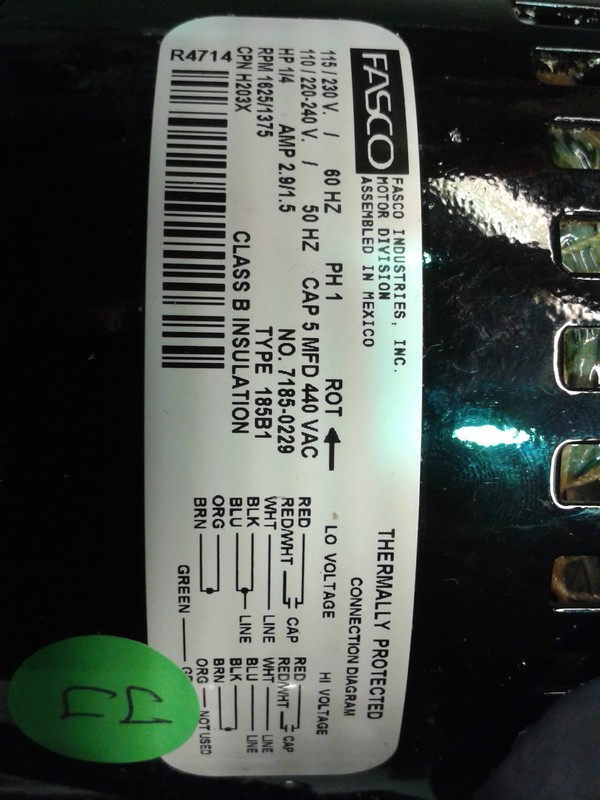 FASCO
FASCO INDUSTRIES, INC.
MOTOR DIVISION
ASSEMBLED IN MEXICO
115 / 230 V. / 60 HZ PH 1 ROT
110 / 220-240 V. / 50 HZ CAP 5 MFD 440 VAC
HP 1/4 AMP 2.9/1.5 NO. 7185-0229
RPM 1625/1375 TYPE 185B1
CPN H203X CLASS B INSULATION
R4714
THERMALLY PROTECTED
CONNECTION DIAGRAM
LO VOLTAGE HI VOLTAGE
RED
RED/WHT CAP
WHT LINE
BLK
BLU LINE
ORG
BRN
GREEN
RED
RED/WHT CAP
WHT LINE
BLU LINE
BLK
BRN
ORG NOT USED